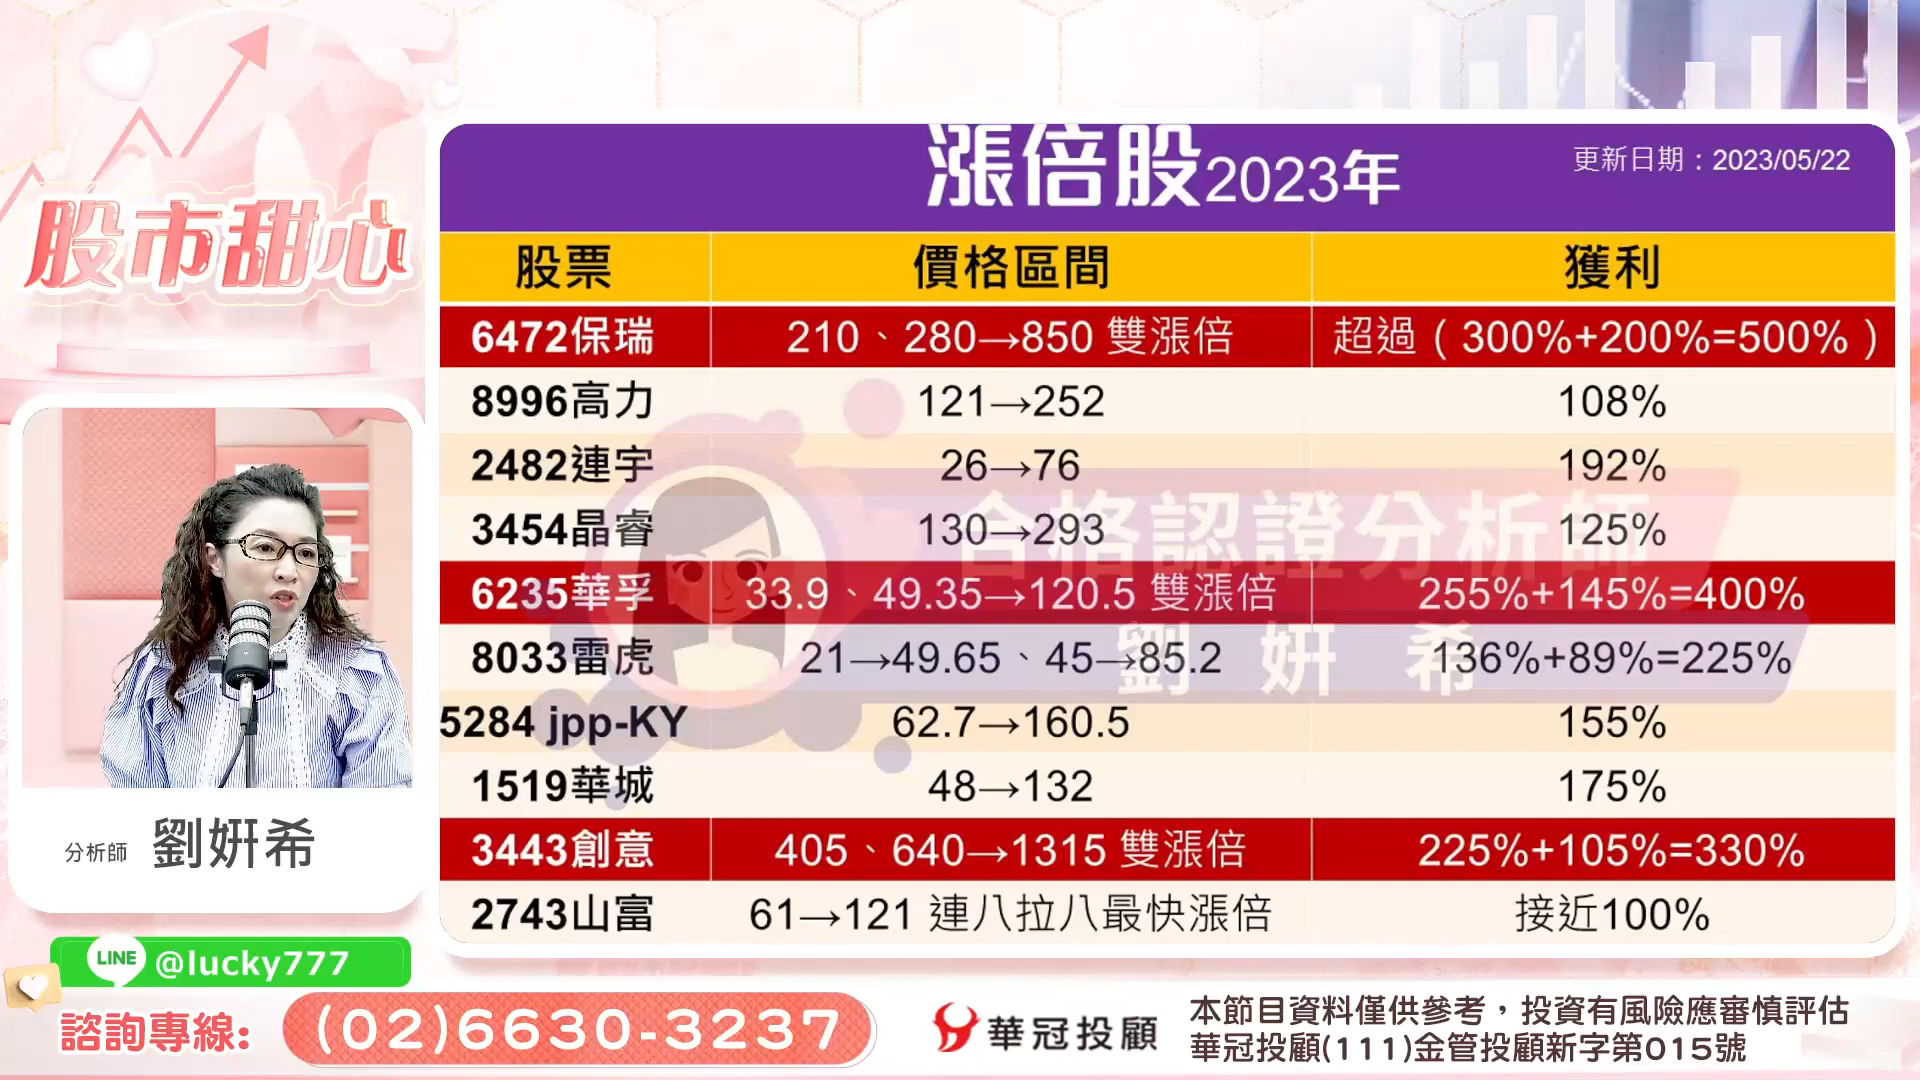 股市甜心
分析師 劉妍希
LINE @lucky777
漲倍股2023年
更新日期：2023/05/22
股票 價格區間 獲利
6472保瑞 210、280→850 雙漲倍 超過（300%+200%=500%）
8996高力 121→252 108%
2482連宇 26→76 192%
3454晶睿 130→293 125%
6235華孚 33.9、49.35→120.5 雙漲倍 255%+145%=400%
8033雷虎 21→49.65、45→85.2 136%+89%=225%
5284 jpp-KY 62.7→160.5 155%
1519華城 48→132 175%
3443創意 405、640→1315 雙漲倍 225%+105%=330%
2743山富 61→121 連八拉八最快漲倍 接近100%
合格認證分析師
劉妍希
諮詢專線: (02)6630-3237
華冠投顧
本節目資料僅供參考，投資有風險應審慎評估
華冠投顧(111)金管投顧新字第015號